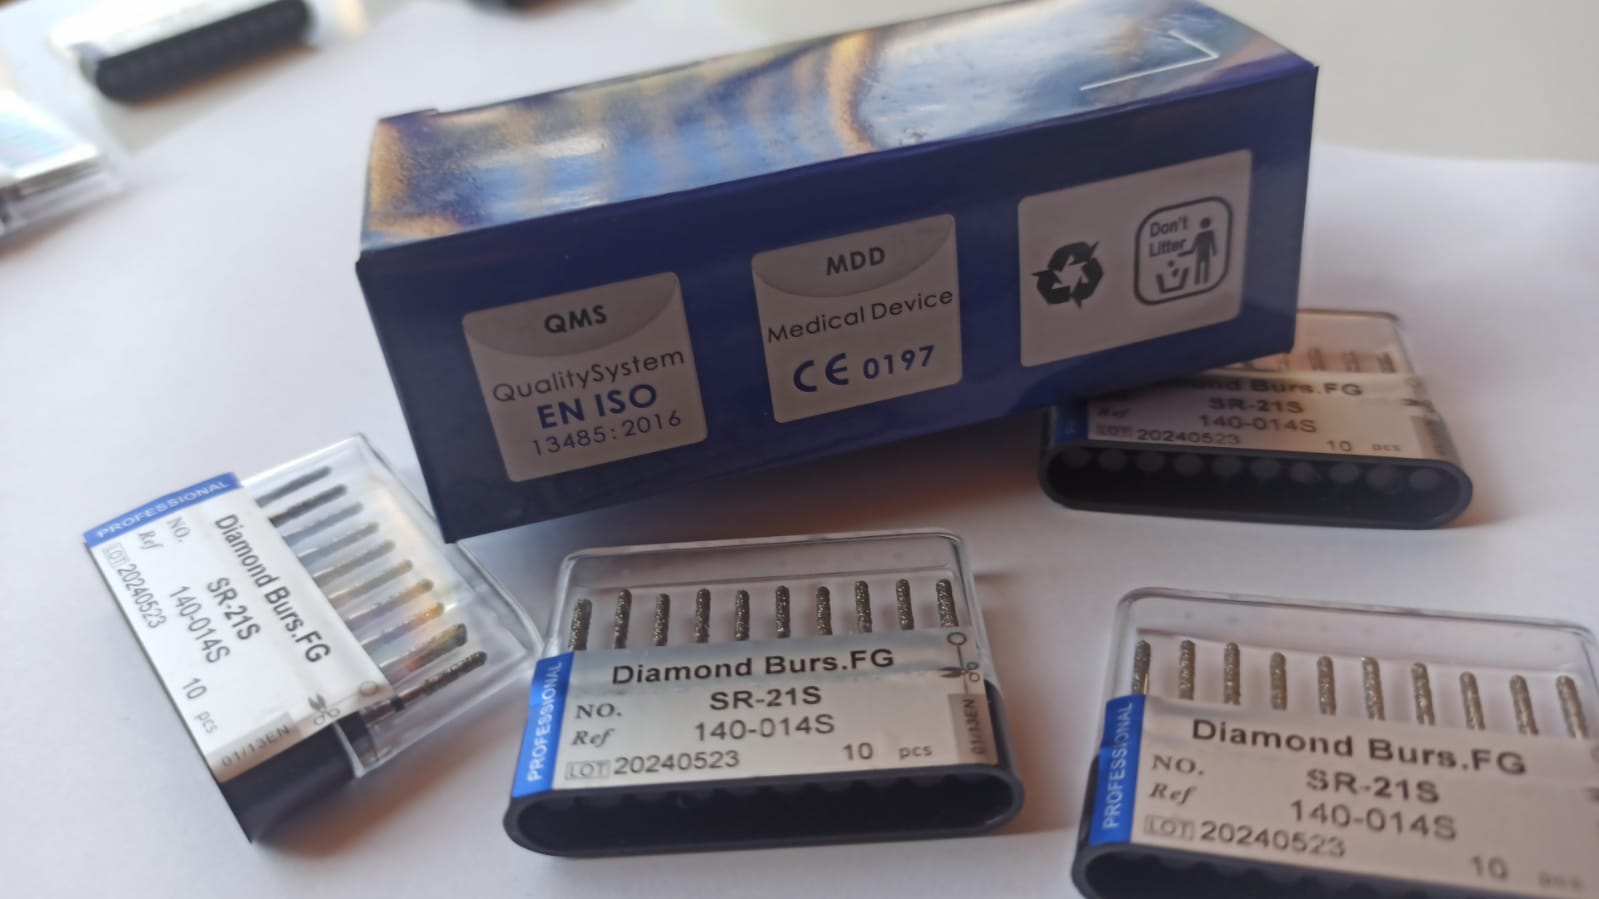 QMS
QualitySystem
EN ISO
13485:2016
MDD
Medical Device
CE 0197
Don't
Litter
PROFESSIONAL
Diamond Burs.FG
NO. SR-21S
Ref 140-014S
LOT 20240523 10 pcs
01/13EN
PROFESSIONAL
Diamond Burs.FG
NO. SR-21S
Ref 140-014S
LOT 20240523 10 pcs
01/13EN
Burs.FG
SR-21S
Ref 140-014S
LOT 20240523 10 pcs
PROFESSIONAL
Diamond Burs.FG
NO. SR-21S
Ref 140-014S
LOT 20240523 10 pcs